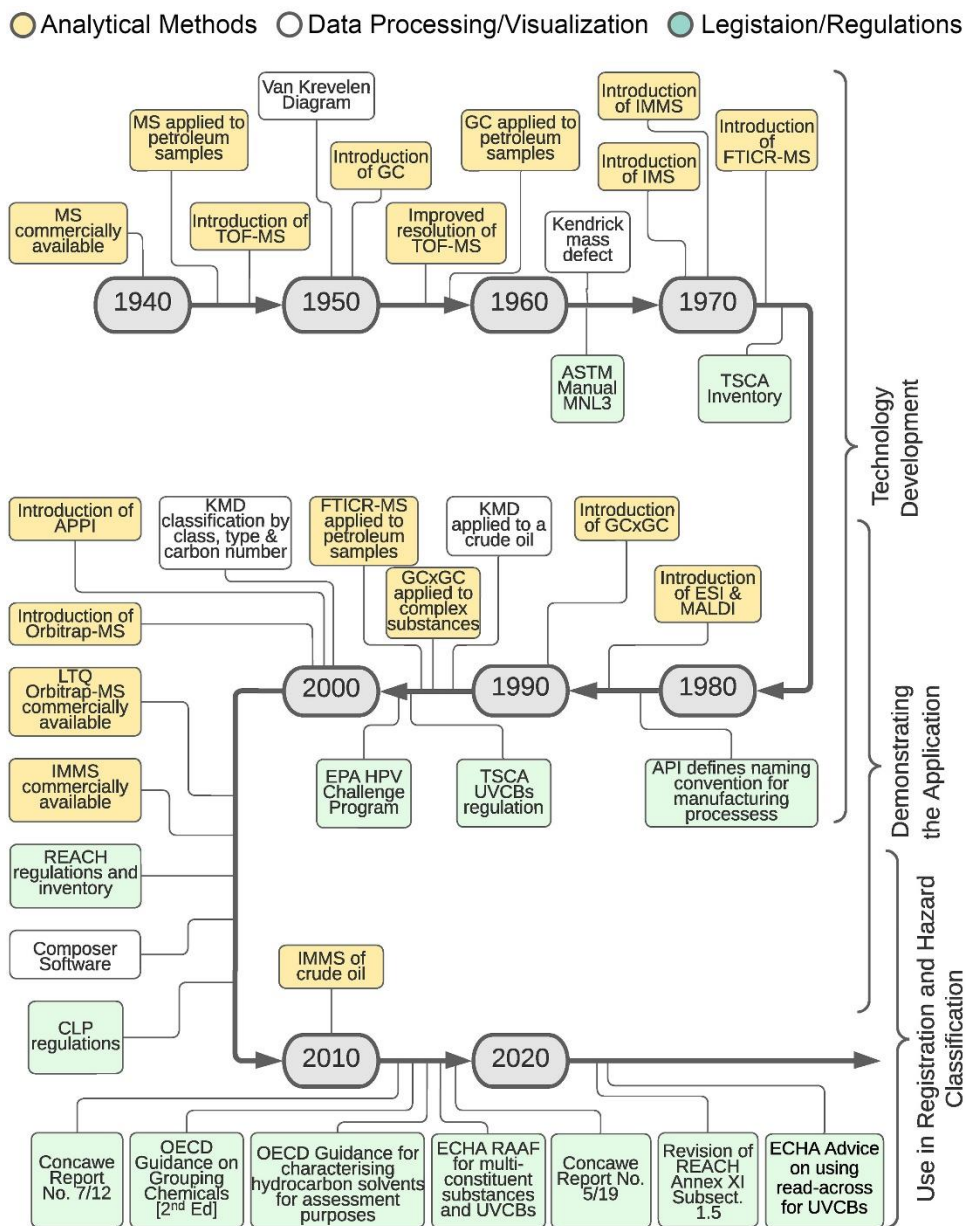 Analytical Methods
Data Processing/Visualization
Legistaion/Regulations
Van Krevelen
Diagram
Introduction
of IMMS
MS applied to
petroleum
samples
GC applied to
petroleum
samples
Introduction
of
FTICR-MS
Introduction
of GC
Introduction
of IMS
MS
commercially
available
Introduction of
TOF-MS
Improved
resolution of
TOF-MS
Kendrick
mass
defect
1940
1950
1960
1970
ASTM
Manual
MNL3
TSCA
Inventory
Technology
Development
Introduction of
APPI
KMD
classification by
class, type &
carbon number
FTICR-MS
applied to
petroleum
samples
KMD
applied to a
crude oil
Introduction
of GCxGC
GCxGC
applied to
complex
substances
Introduction
of ESI &
MALDI
Introduction of
Orbitrap-MS
2000
1990
1980
LTQ
Orbitrap-MS
commercially
available
IMMS
commercially
available
EPA HPV
Challenge
Program
TSCA
UVCBs
regulation
API defines naming
convention for
manufacturing
processess
Demonstrating
the Application
REACH
regulations and
inventory
Composer
Software
IMMS of
crude oil
CLP
regulations
2010
2020
Use in Registration and Hazard
Classification
Concawe
Report
No. 7/12
OECD
Guidance on
Grouping
Chemicals
[2nd Ed]
OECD Guidance for
characterising
hydrocarbon solvents
for assessment
purposes
ECHA RAAF
for multi-
constituent
substances
and UVCBs
Concawe
Report No.
5/19
Revision of
REACH
Annex XI
Subsect.
1.5
ECHA Advice
on using
read-across
for UVCBs